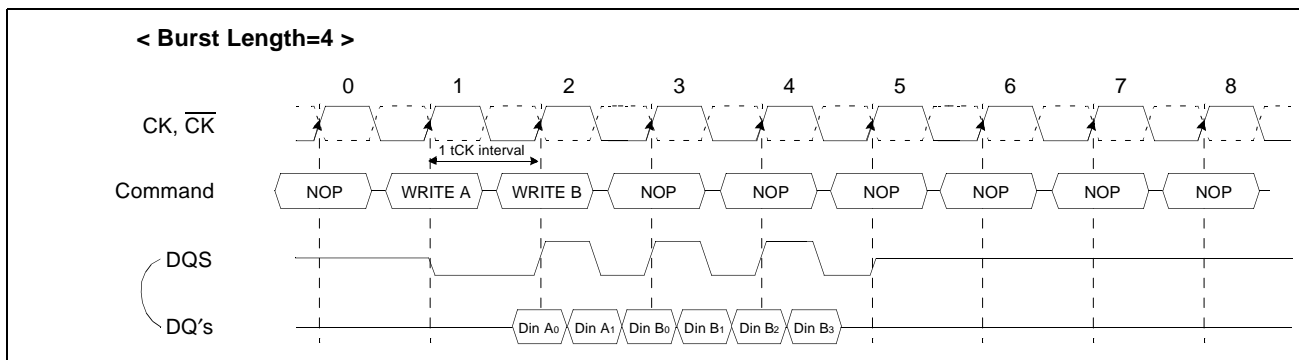 < Burst Length=4 >
0 1 2 3 4 5 6 7 8
CK, CK
1 tCK interval
Command NOP WRITE A WRITE B NOP NOP NOP NOP NOP NOP
DQS
DQ's Din A0 Din A1 Din B0 Din B1 Din B2 Din B3